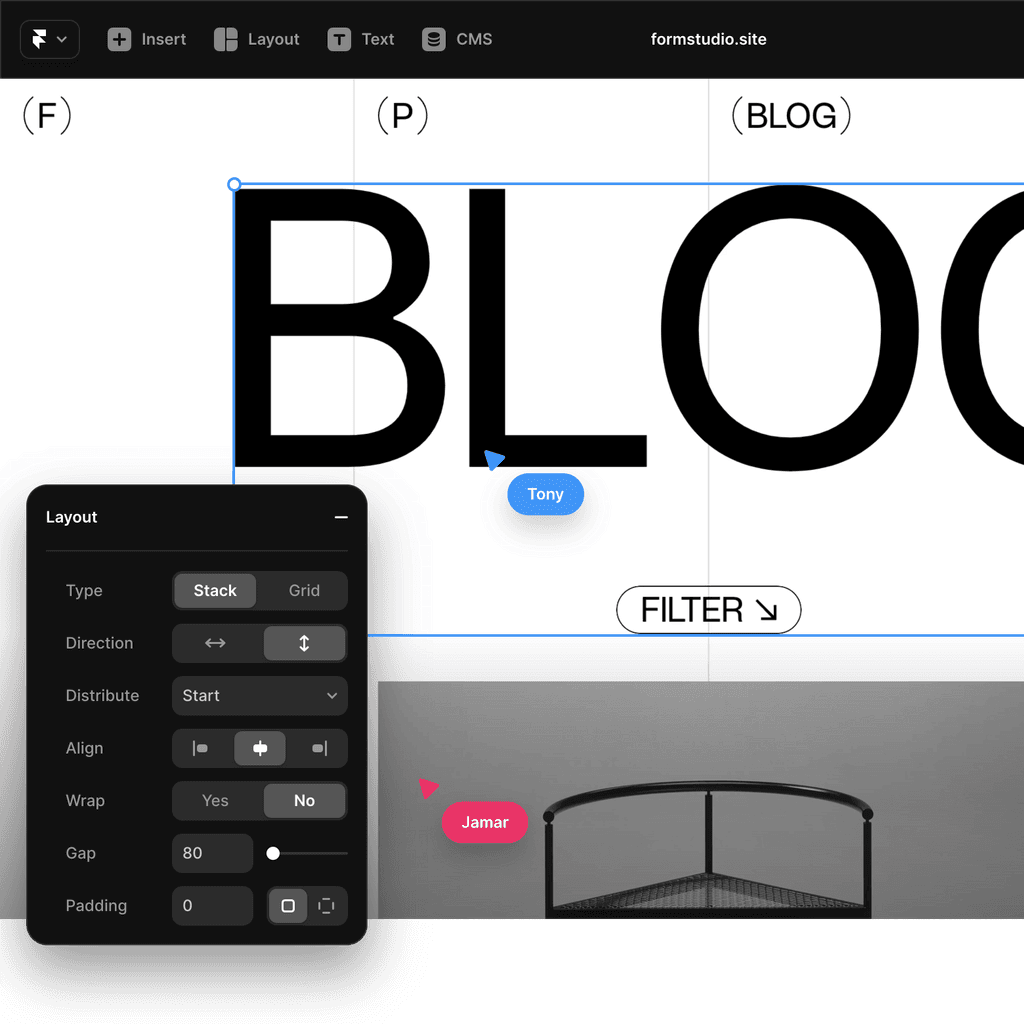 Insert Layout Text CMS formstudio.site
(F) (P) (BLOG)
BLO
Tony
FILTER ↘
Layout
Type Stack Grid
Direction
Distribute Start
Align
Wrap Yes No
Gap 80
Padding 0
Jamar